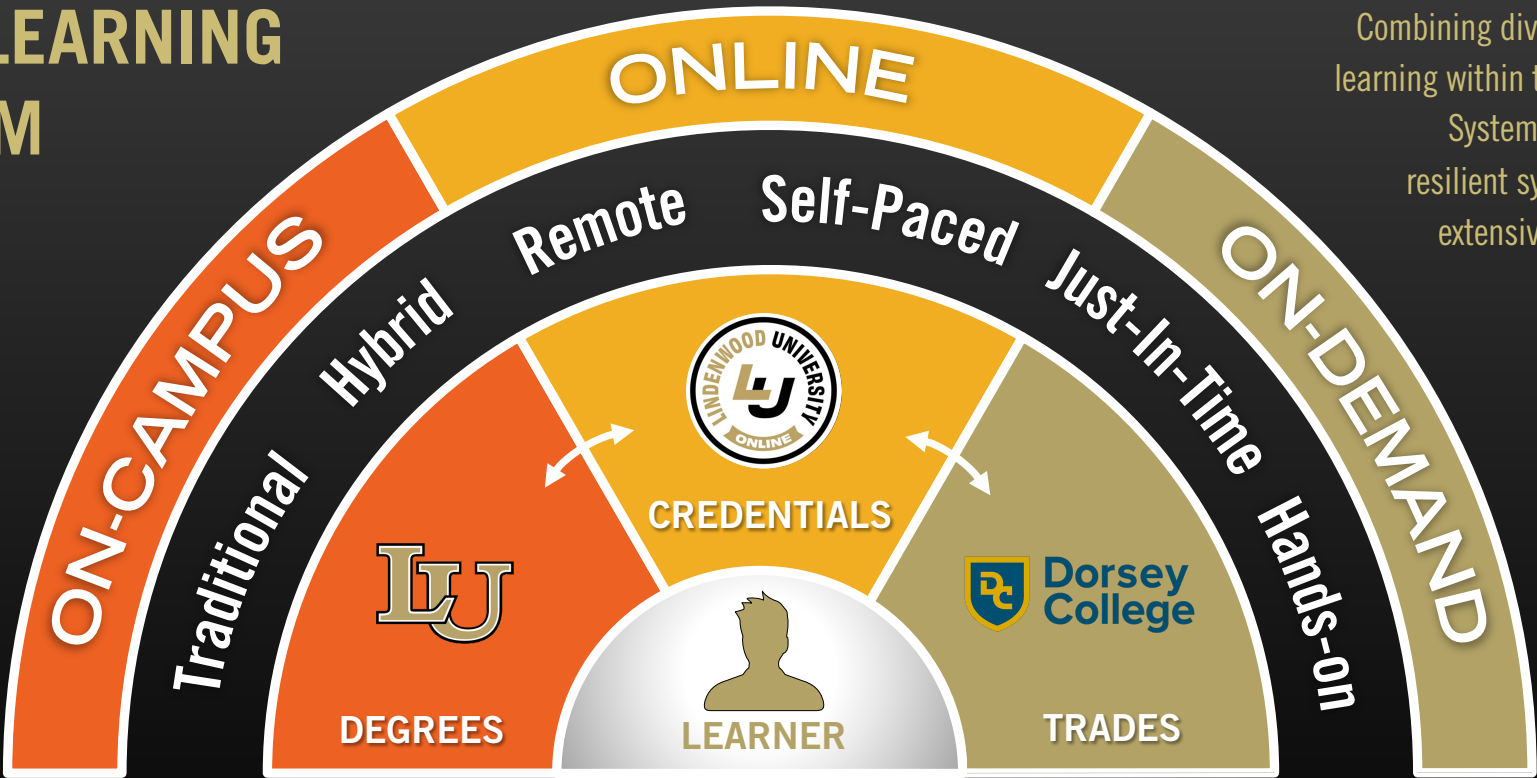 LEARNING
M
Combining div
learning within t
System
resilient sy
extensiv
ON-CAMPUS
ONLINE
ON-DEMAND
Traditional
Hybrid
Remote
Self-Paced
Just-In-Time
Hands-on
LINDENWOOD UNIVERSITY
LU
ONLINE
CREDENTIALS
LU
DEGREES
DC
Dorsey
College
TRADES
LEARNER